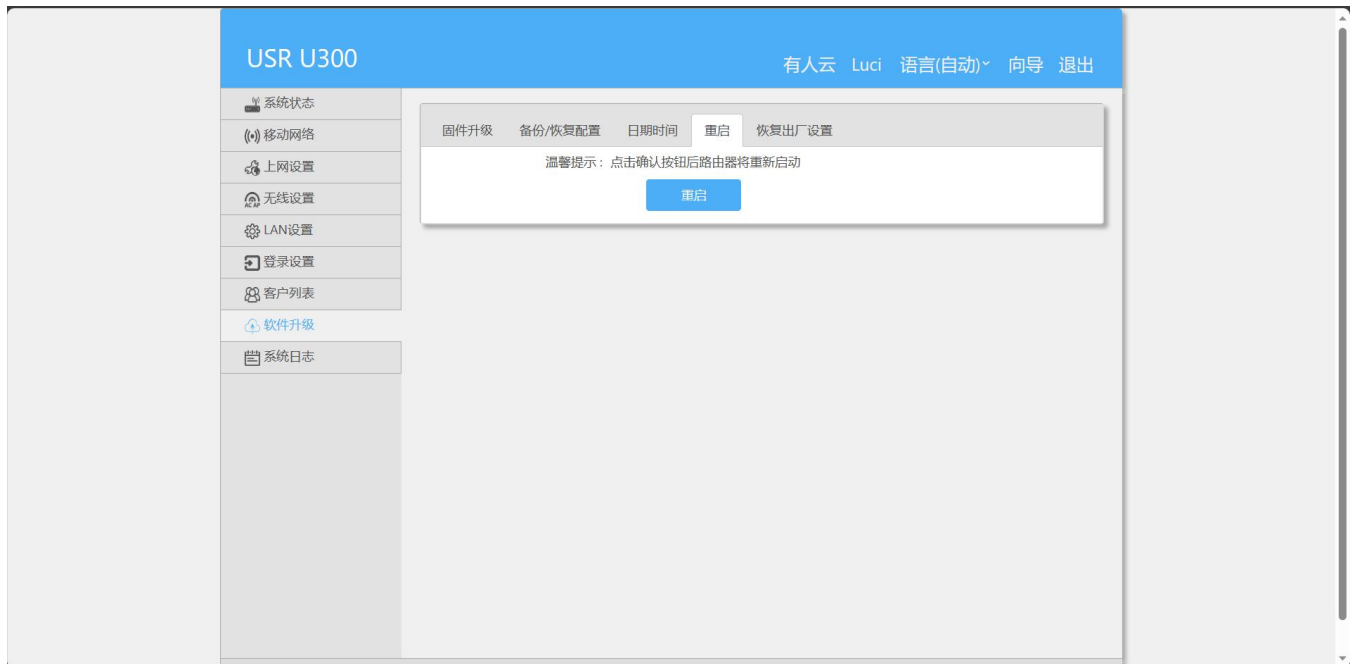 USR U300
有人云 Luci 语言(自动) 向导 退出
系统状态
移动网络
上网设置
无线设置
LAN设置
登录设置
客户列表
软件升级
系统日志
固件升级 备份/恢复配置 日期时间 重启 恢复出厂设置
温馨提示：点击确认按钮后路由器将重新启动
重启